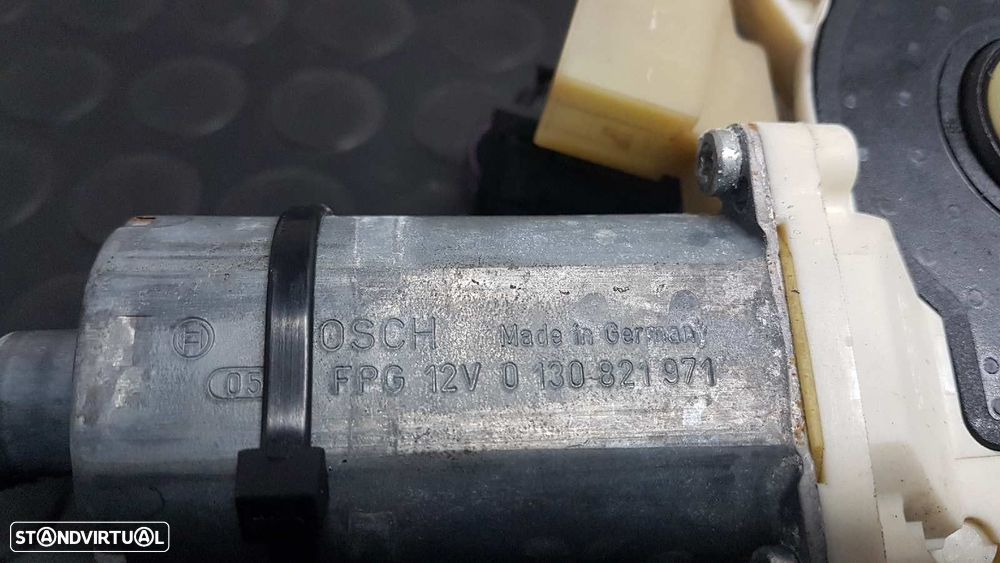 OSCH Made in Germany
05 FPG 12V 0 130 821 971
STANDVIRTUAL